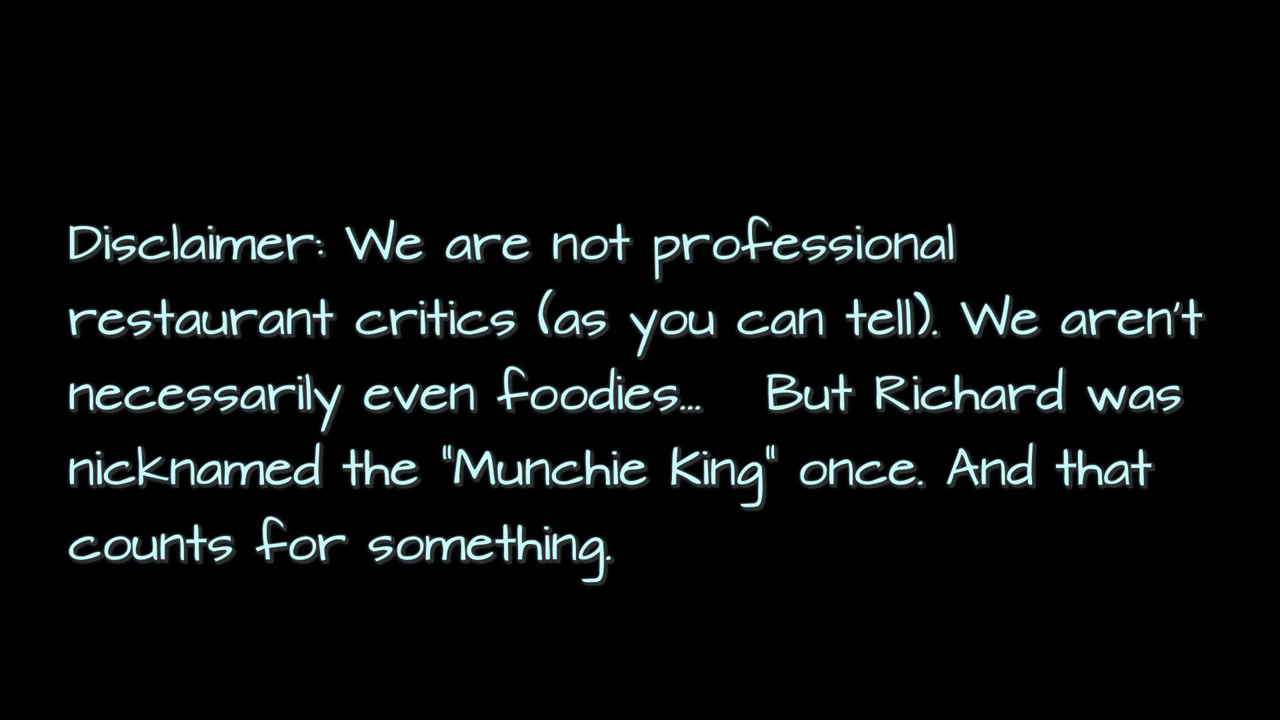 Disclaimer: We are not professional
restaurant critics (as you can tell). We aren't
necessarily even foodies...   But Richard was
nicknamed the "Munchie King" once. And that
counts for something.